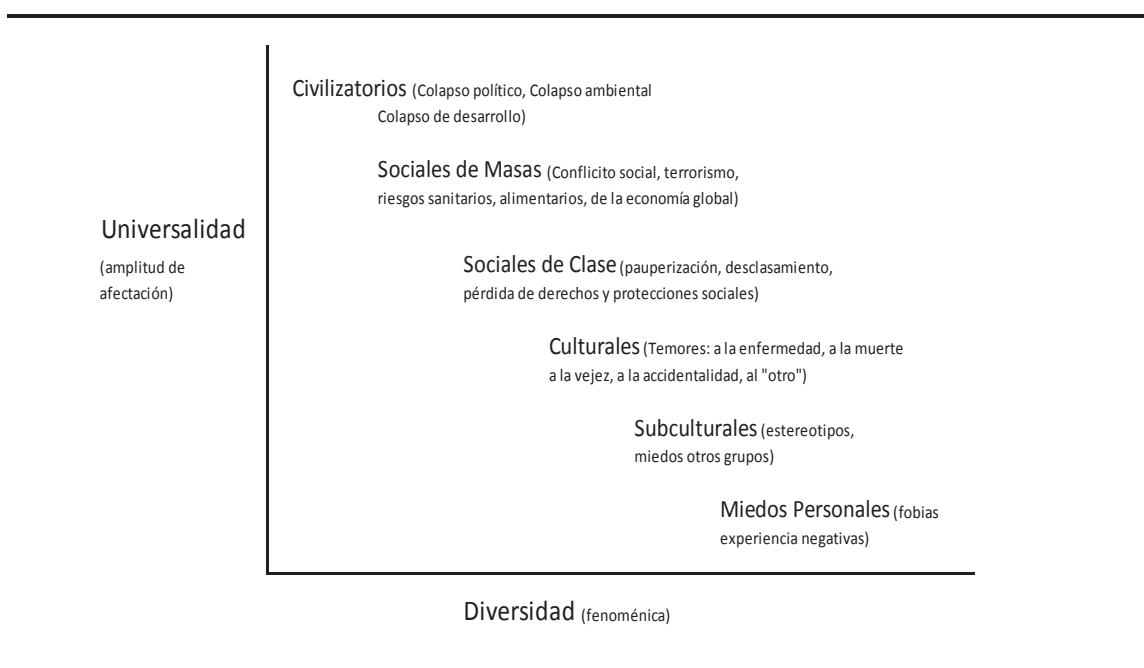 Civilizatorios (Colapso político, Colapso ambiental
Colapso de desarrollo)
Sociales de Masas (Conflicito social, terrorismo,
riesgos sanitarios, alimentarios, de la economía global)
Universalidad
(amplitud de
afectación)
Sociales de Clase (pauperización, desclasamiento,
pérdida de derechos y protecciones sociales)
Culturales (Temores: a la enfermedad, a la muerte
a la vejez, a la accidentalidad, al "otro")
Subculturales (estereotipos,
miedos otros grupos)
Miedos Personales (fobias
experiencia negativas)
Diversidad (fenoménica)